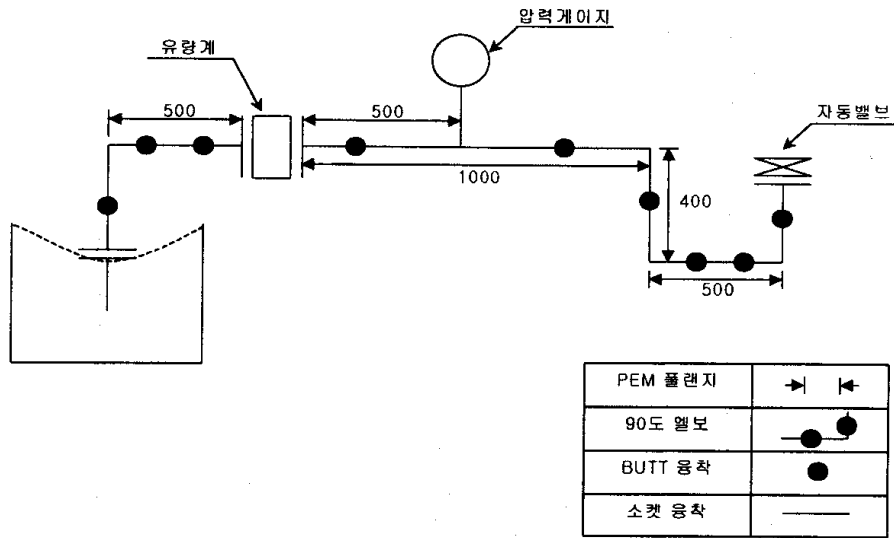 압력게이지
유량계
500
500
자동밸브
1000
400
500
PEM 플랜지
90도 엘보
BUTT 융착
소켓 융착